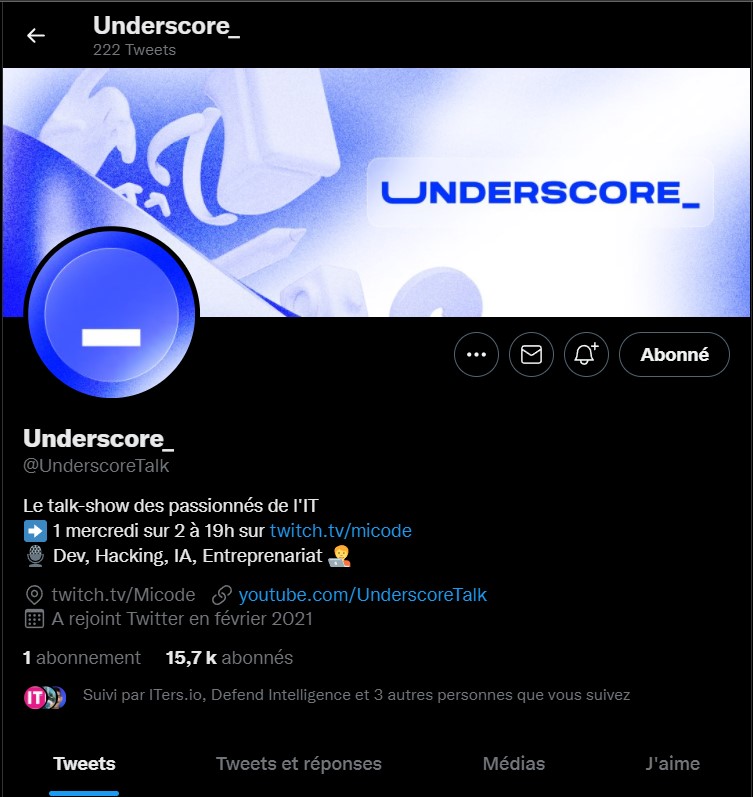 Underscore_
222 Tweets
UNDERSCORE_
Abonné
Underscore_
@UnderscoreTalk
Le talk-show des passionnés de l'IT
➡️ 1 mercredi sur 2 à 19h sur twitch.tv/micode
🎙️ Dev, Hacking, IA, Entreprenariat 🧑‍💻
twitch.tv/Micode youtube.com/UnderscoreTalk
A rejoint Twitter en février 2021
1 abonnement 15,7 k abonnés
IT
Suivi par ITers.io, Defend Intelligence et 3 autres personnes que vous suivez
Tweets Tweets et réponses Médias J'aime